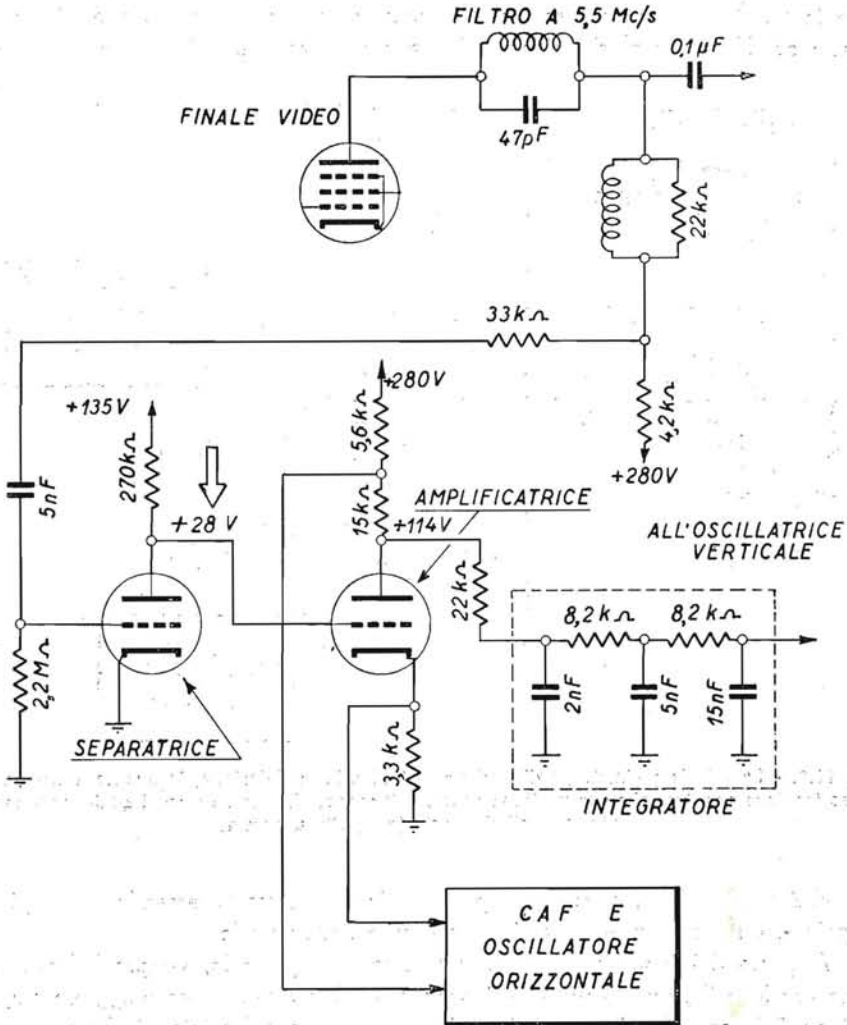 FILTRO A 5,5 Mc/s
0,1 µF
47pF
FINALE VIDEO
22kΩ
33kΩ
4,2kΩ
+280V
+280V
5,6kΩ
15kΩ
+114V
+135V
270kΩ
+28 V
5nF
2,2MΩ
SEPARATRICE
AMPLIFICATRICE
22kΩ
3,3kΩ
ALL'OSCILLATRICE
VERTICALE
8,2kΩ
8,2kΩ
2nF
5nF
15nF
INTEGRATORE
CAF E
OSCILLATORE
ORIZZONTALE